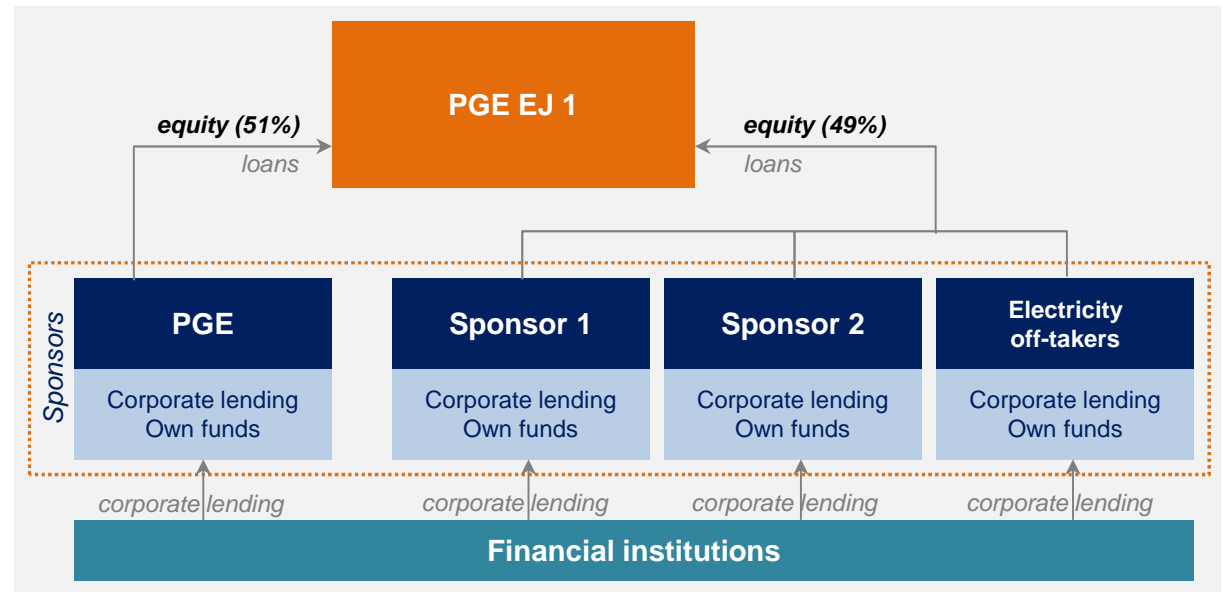 PGE EJ 1
equity (51%)
loans
equity (49%)
loans
Sponsors
PGE
Corporate lending
Own funds
Sponsor 1
Corporate lending
Own funds
Sponsor 2
Corporate lending
Own funds
Electricity
off-takers
Corporate lending
Own funds
corporate lending
corporate lending
corporate lending
corporate lending
Financial institutions